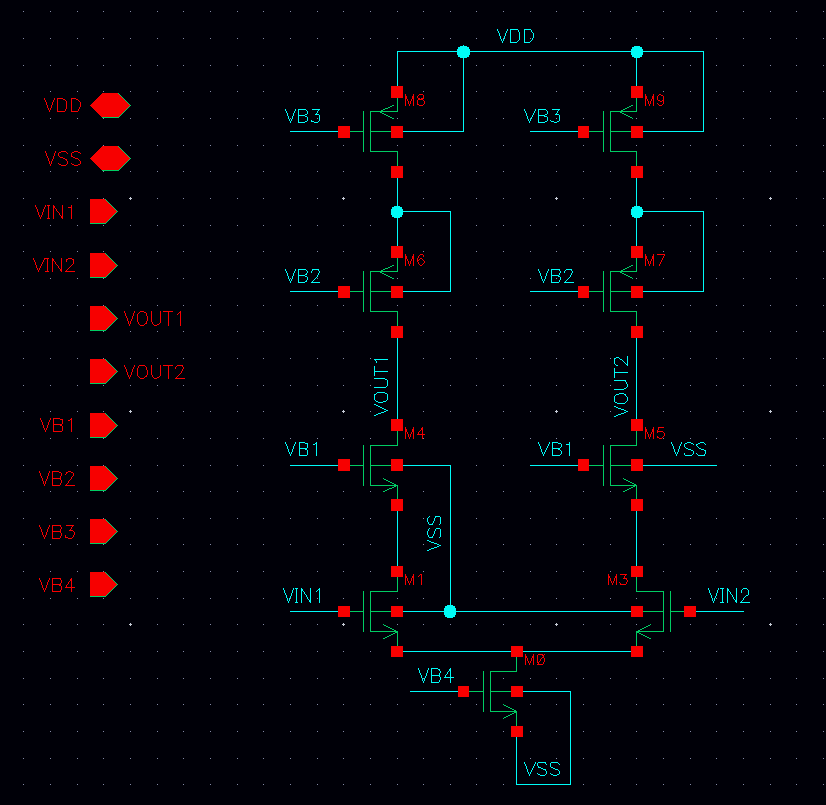 VDD
VSS
VIN1
VIN2
VOUT1
VOUT2
VB1
VB2
VB3
VB4
VDD
M8
M9
VB3
VB3
M6
M7
VB2
VB2
VOUT1
VOUT2
M4
M5
VB1
VB1
VSS
VSS
M1
M3
VIN1
VIN2
M0
VB4
VSS